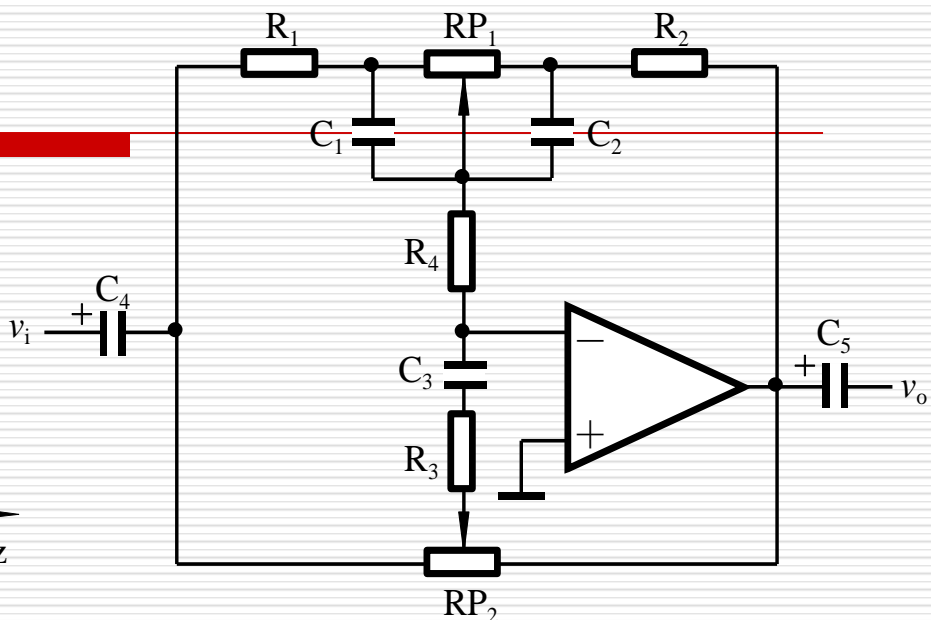 R₁ RP₁ R₂
C₁ C₂
R₄
C₄
+
vᵢ
−
C₅
+
vₒ
C₃
+
R₃
z
RP₂